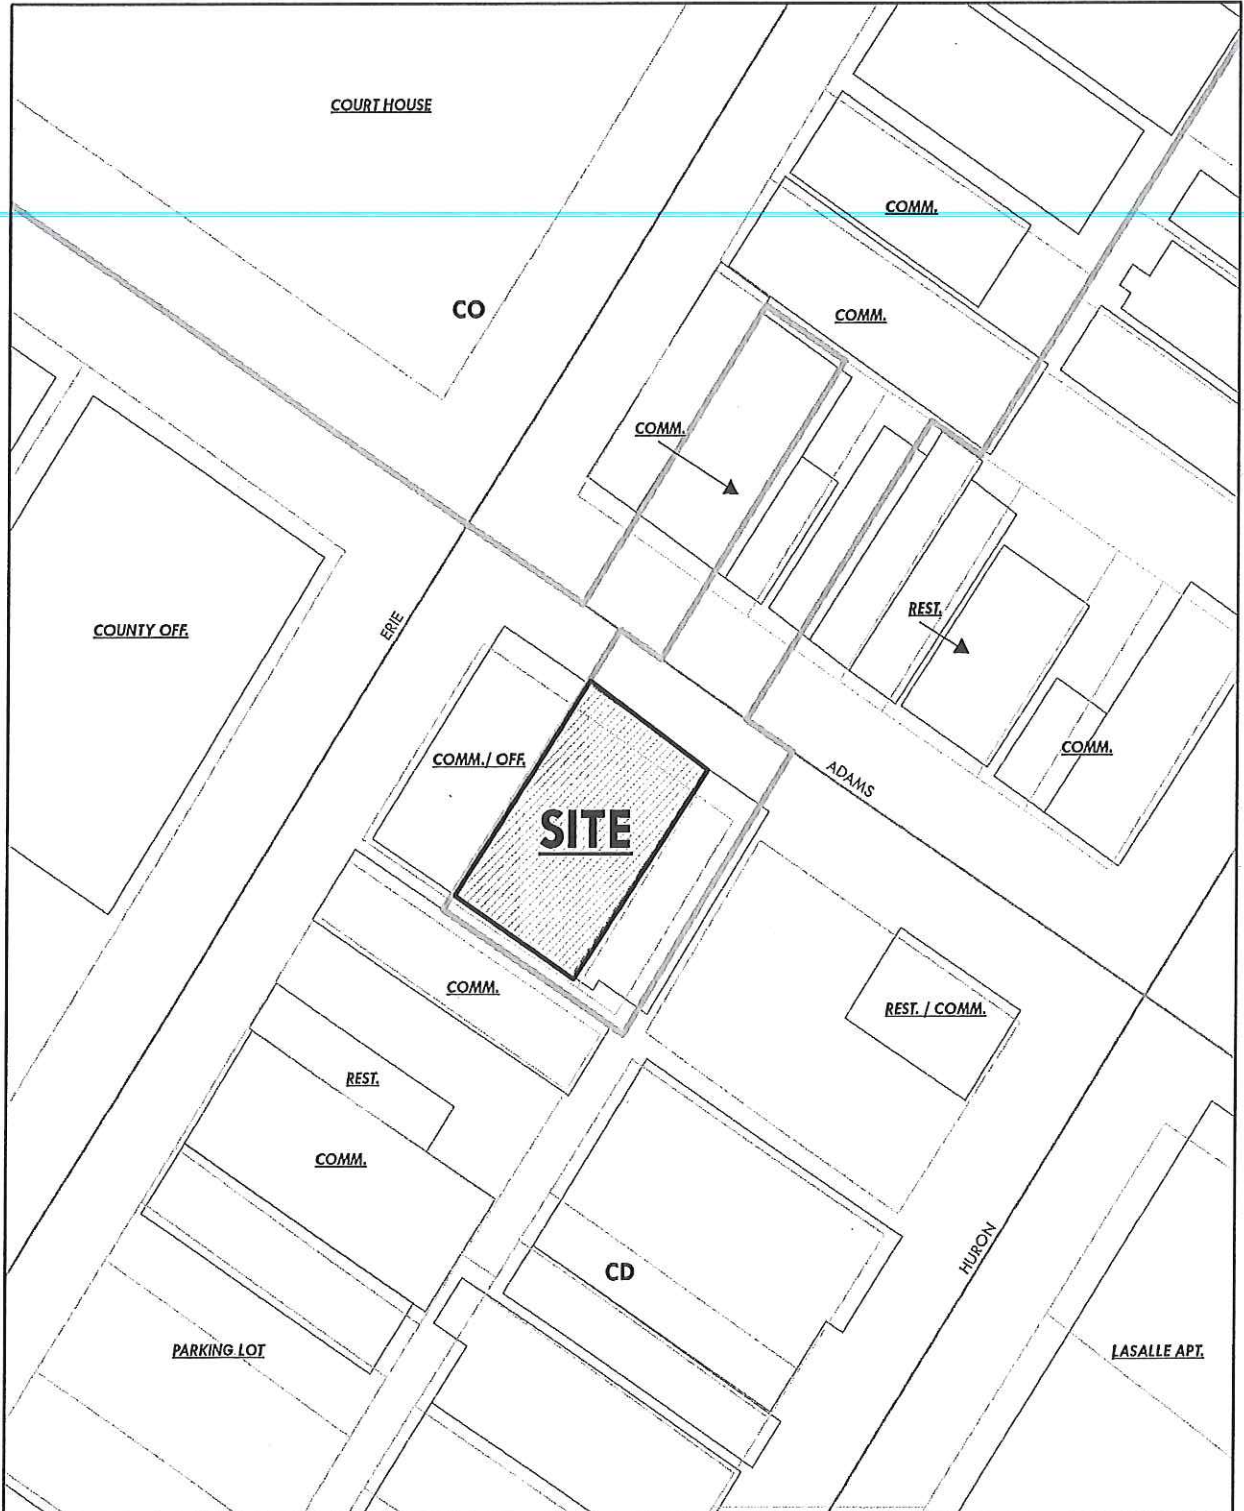 COURT HOUSE
COMM.
CO
COMM.
COMM.
REST.
COUNTY OFF.
ERIE
COMM./ OFF.
COMM.
ADAMS
SITE
COMM.
REST. / COMM.
REST.
COMM.
HURON
CD
PARKING LOT
LASALLE APT.